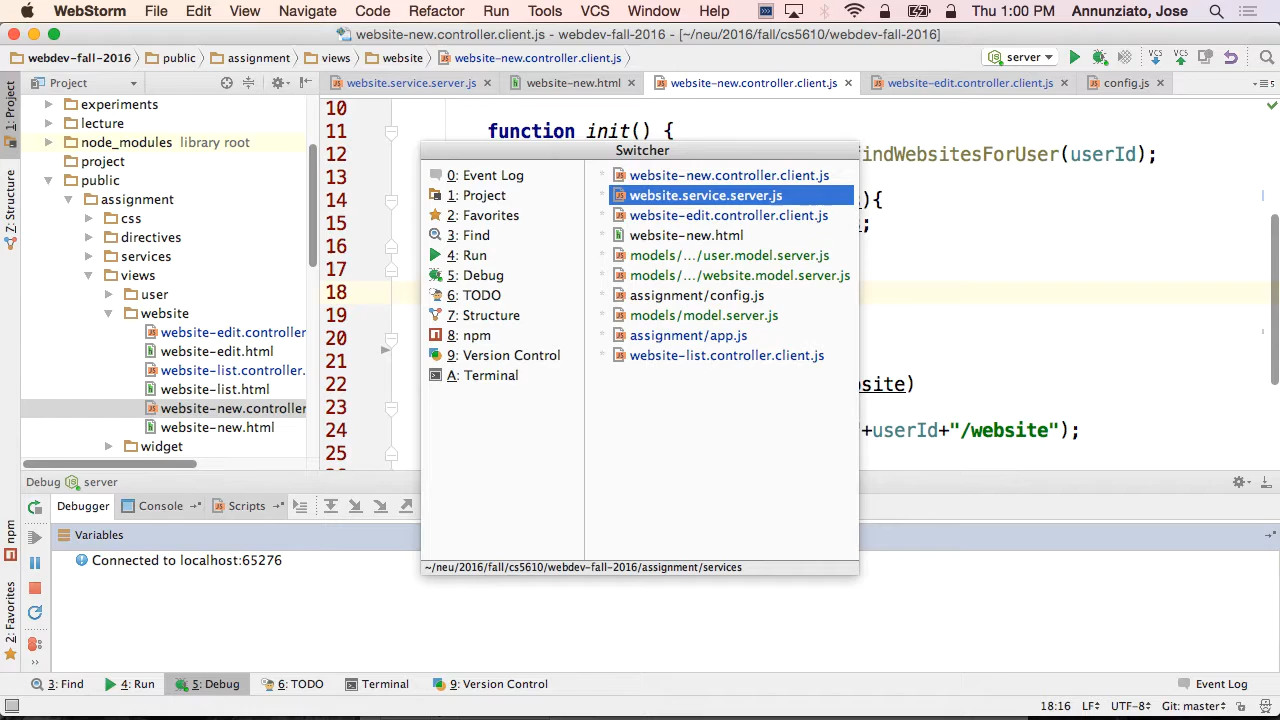 WebStorm File Edit View Navigate Code Refactor Run Tools VCS Window Help Thu 1:00 PM Annunziato, Jose
website-new.controller.client.js - webdev-fall-2016 - [~/neu/2016/fall/cs5610/webdev-fall-2016]
webdev-fall-2016 public assignment views website website-new.controller.client.js server VCS VCS
Project website.service.server.js website-new.html website-new.controller.client.js website-edit.controller.client.js config.js
1: Project
Z: Structure
npm
2: Favorites
experiments
lecture
node_modules library root
project
public
assignment
css
directives
services
views
user
website
website-edit.controller
website-edit.html
website-list.controller.
website-list.html
website-new.controller
website-new.html
widget
10
11 function init() {
12 indWebsitesForUser(userId);
14 ){
15 ;
16
17
18
19
20
21
22 site)
23
24 +userId+"/website");
25
Switcher
0: Event Log
1: Project
2: Favorites
3: Find
4: Run
5: Debug
6: TODO
7: Structure
8: npm
9: Version Control
A: Terminal
website-new.controller.client.js
website.service.server.js
website-edit.controller.client.js
website-new.html
models/.../user.model.server.js
models/.../website.model.server.js
assignment/config.js
models/model.server.js
assignment/app.js
website-list.controller.client.js
~/neu/2016/fall/cs5610/webdev-fall-2016/assignment/services
Debug server
Debugger Console Scripts
Variables
Connected to localhost:65276
3: Find 4: Run 5: Debug 6: TODO Terminal 9: Version Control Event Log
18:16 LF UTF-8 Git: master